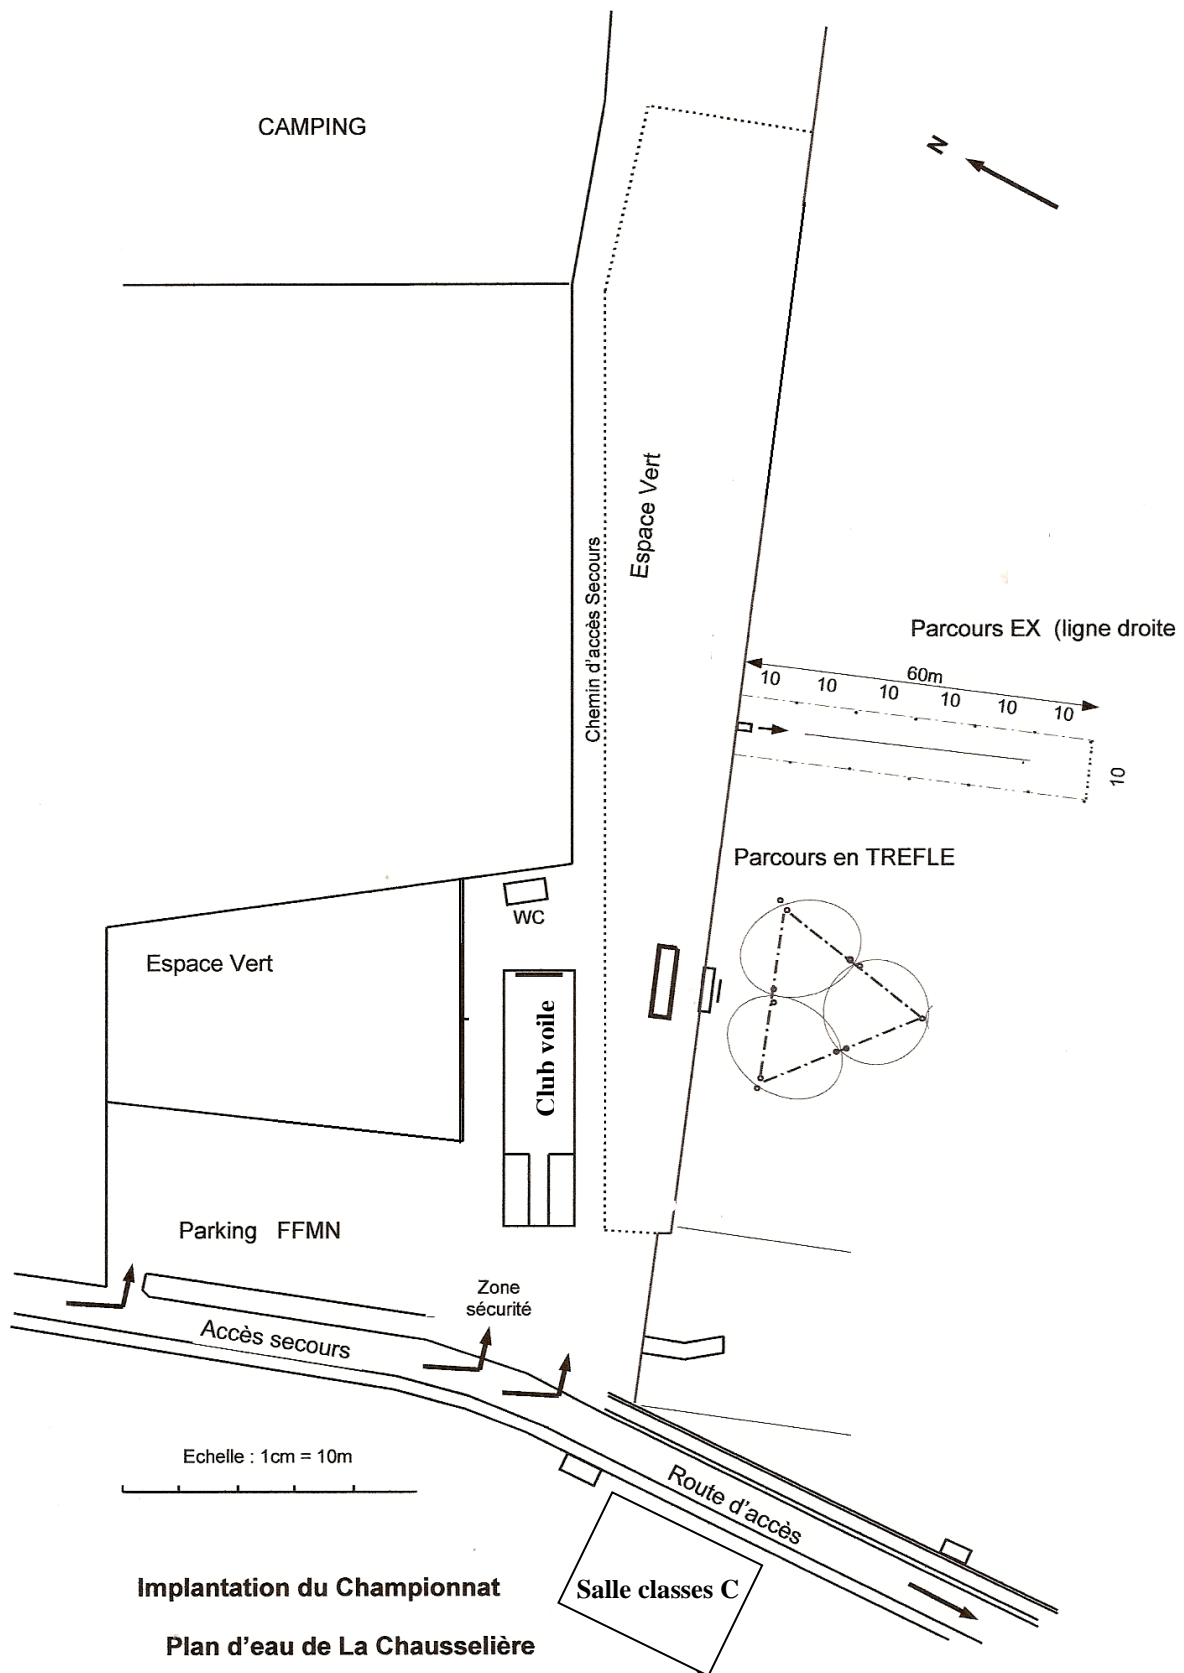 CAMPING
N
Espace Vert
Chemin d'accès Secours
Parcours EX (ligne droite
60m
10 10 10 10 10 10
10
Parcours en TREFLE
WC
Espace Vert
Club voile
Parking FFMN
Zone
sécurité
Accès secours
Echelle : 1cm = 10m
Route d'accès
Implantation du Championnat
Salle classes C
Plan d'eau de La Chausselière